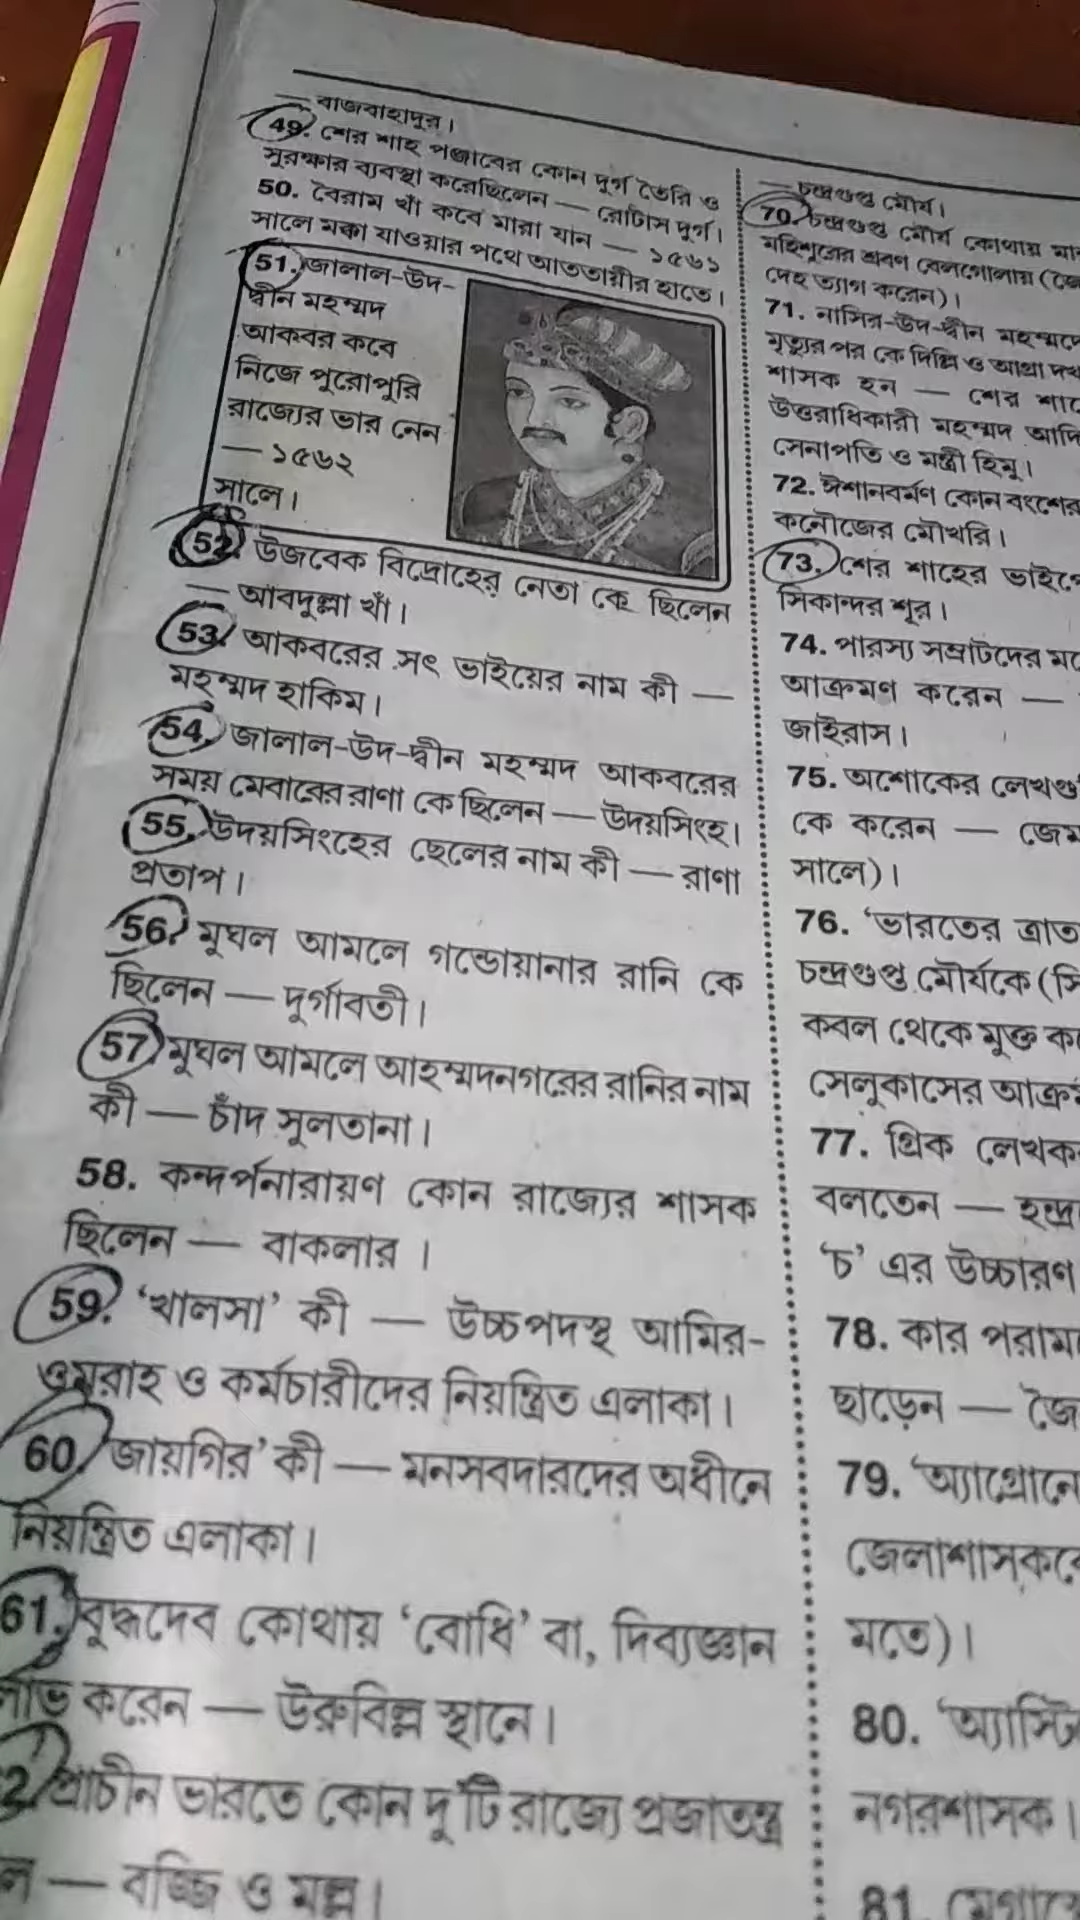 — বাজবাহাদুর।
49. শের শাহ পঞ্জাবের কোন দুর্গ তৈরি ও
সুরক্ষার ব্যবস্থা করেছিলেন — রোটাস দুর্গ।
50. বৈরাম খাঁ কবে মারা যান — ১৫৬১
সালে মক্কা যাওয়ার পথে আততায়ীর হাতে।
51. জালাল-উদ-
দ্বীন মহম্মদ
আকবর কবে
নিজে পুরোপুরি
রাজ্যের ভার নেন
— ১৫৬২
সালে।
52. উজবেক বিদ্রোহের নেতা কে ছিলেন
— আবদুল্লা খাঁ।
53. আকবরের সৎ ভাইয়ের নাম কী —
মহম্মদ হাকিম।
54. জালাল-উদ-দ্বীন মহম্মদ আকবরের
সময় মেবারের রাণা কে ছিলেন — উদয়সিংহ।
55. উদয়সিংহের ছেলের নাম কী — রাণা
প্রতাপ।
56. মুঘল আমলে গন্ডোয়ানার রানি কে
ছিলেন — দুর্গাবতী।
57. মুঘল আমলে আহম্মদনগরের রানির নাম
কী — চাঁদ সুলতানা।
58. কন্দর্পনারায়ণ কোন রাজ্যের শাসক
ছিলেন — বাকলার।
59. ‘খালসা’ কী — উচ্চপদস্থ আমির-
ওমরাহ ও কর্মচারীদের নিয়ন্ত্রিত এলাকা।
60. জায়গির’ কী — মনসবদারদের অধীনে
নিয়ন্ত্রিত এলাকা।
61. বুদ্ধদেব কোথায় ‘বোধি’ বা, দিব্যজ্ঞান
লাভ করেন — উরুবিল্ল স্থানে।
2. প্রাচীন ভারতে কোন দু’টি রাজ্যে প্রজাতন্ত্র
ল — বজ্জি ও মল্ল।
— চন্দ্রগুপ্ত মৌর্য।
70. চন্দ্রগুপ্ত মৌর্য কোথায় মা
মহিশূরের শ্রবণ বেলগোলায় (জৈ
দেহ ত্যাগ করেন)।
71. নাসির-উদ-দ্বীন মহম্মদে
মৃত্যুর পর কে দিল্লি ও আগ্রা দখ
শাসক হন — শের শাহে
উত্তরাধিকারী মহম্মদ আদি
সেনাপতি ও মন্ত্রী হিমু।
72. ঈশানবর্মণ কোন বংশের
কনৌজের মৌখরি।
73. শের শাহের ভাইপো
সিকান্দর শূর।
74. পারস্য সম্রাটদের মধ্যে
আক্রমণ করেন —
জাইরাস।
75. অশোকের লেখগু
কে করেন — জেম
সালে)।
76. ‘ভারতের ত্রাত
চন্দ্রগুপ্ত মৌর্যকে (সি
কবল থেকে মুক্ত ক
সেলুকাসের আক্র
77. গ্রিক লেখক
বলতেন — হন্দ্র
‘চ’ এর উচ্চারণ
78. কার পরাম
ছাড়েন — জৈ
79. ‘অ্যাগ্রোনো
জেলাশাসকরে
মতে)।
80. ‘অ্যাস্টি
নগরশাসক।
81. মেগাস্থে